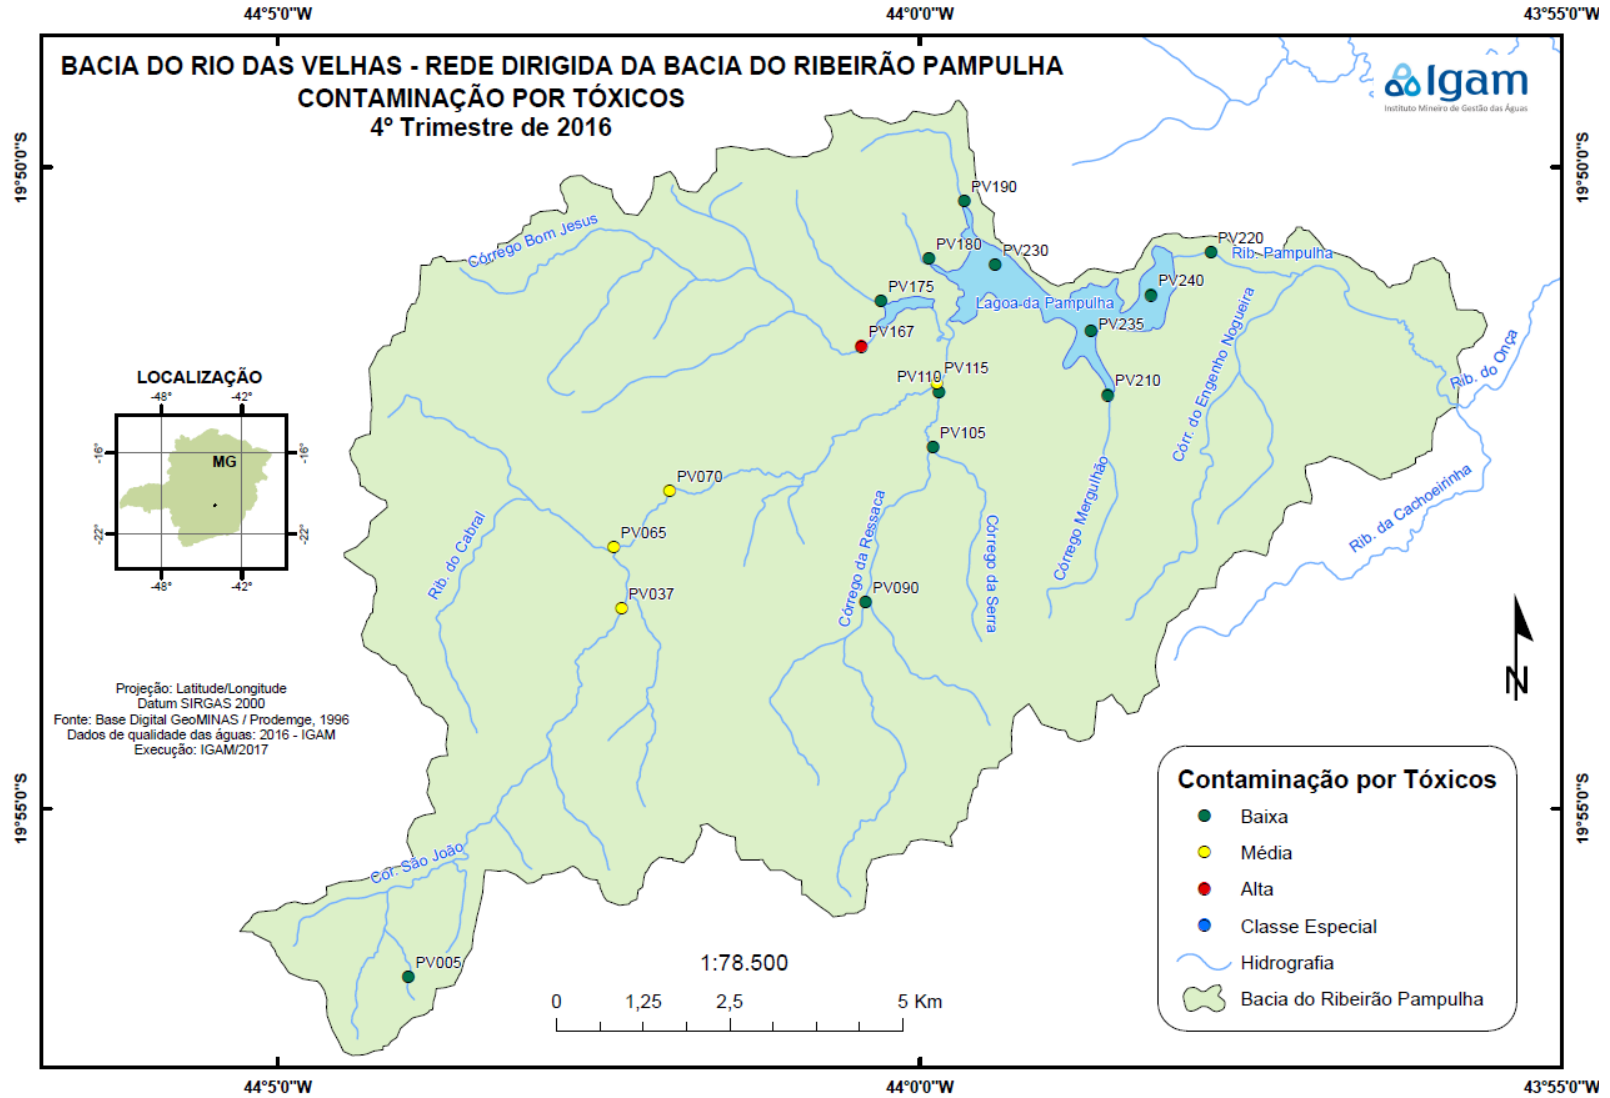 44°5'0"W
44°0'0"W
43°55'0"W
BACIA DO RIO DAS VELHAS - REDE DIRIGIDA DA BACIA DO RIBEIRÃO PAMPULHA
CONTAMINAÇÃO POR TÓXICOS
4º Trimestre de 2016
Igam
Instituto Mineiro de Gestão das Águas
19°50'0"S
19°50'0"S
PV190
Córrego Bom Jesus
PV180
PV230
PV220
Rib. Pampulha
PV175
PV240
Lagoa da Pampulha
PV235
PV167
Córr. do Engenho Nogueira
Rib. do Onça
PV115
PV110
PV210
LOCALIZAÇÃO
-48°
-42°
-16°
MG
-16°
-22°
-22°
-48°
-42°
PV105
PV070
Rib. do Cabral
PV065
Córrego da Ressaca
Córrego da Serra
Córrego Mergulhão
Rib. da Cachoeirinha
PV037
PV090
N
Projeção: Latitude/Longitude
Datum SIRGAS 2000
Fonte: Base Digital GeoMINAS / Prodemge, 1996
Dados de qualidade das águas: 2016 - IGAM
Execução: IGAM/2017
19°55'0"S
19°55'0"S
Cór. São João
PV005
1:78.500
0
1,25
2,5
5 Km
Contaminação por Tóxicos
Baixa
Média
Alta
Classe Especial
Hidrografia
Bacia do Ribeirão Pampulha
44°5'0"W
44°0'0"W
43°55'0"W